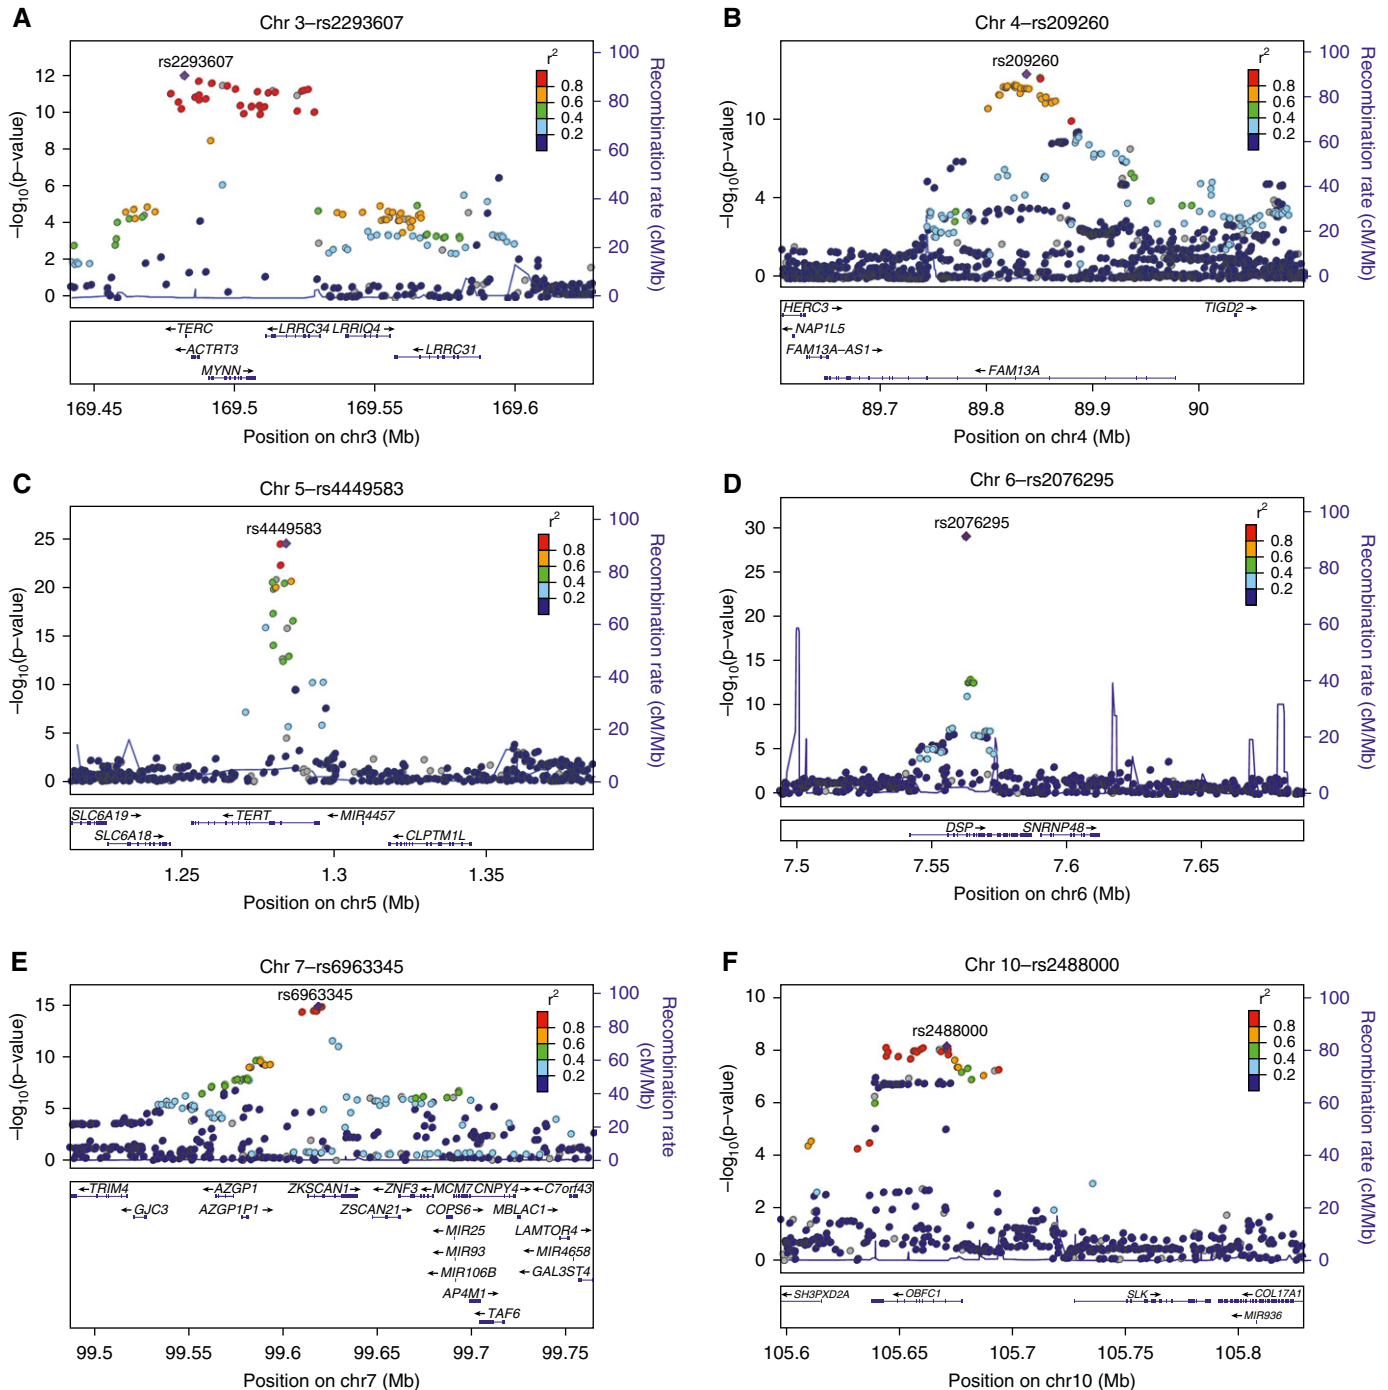 A
Chr 3–rs2293607
rs2293607
r2
0.8
0.6
0.4
0.2
12
10
8
6
4
2
0
–log10(p–value)
100
80
60
40
20
0
Recombination rate (cM/Mb)
←TERC
←LRRC34 LRRIQ4→
←ACTRT3
←LRRC31
MYNN→
169.45 169.5 169.55 169.6
Position on chr3 (Mb)
B
Chr 4–rs209260
rs209260
r2
0.8
0.6
0.4
0.2
10
4
0
–log10(p–value)
100
80
60
40
20
0
Recombination rate (cM/Mb)
HERC3→
TIGD2→
←NAP1L5
FAM13A–AS1→
←FAM13A
89.7 89.8 89.9 90
Position on chr4 (Mb)
C
Chr 5–rs4449583
rs4449583
r2
0.8
0.6
0.4
0.2
25
20
15
10
5
0
–log10(p–value)
100
80
60
40
20
0
Recombination rate (cM/Mb)
SLC6A19→
←TERT
←MIR4457
SLC6A18→
←CLPTM1L
1.25 1.3 1.35
Position on chr5 (Mb)
D
Chr 6–rs2076295
rs2076295
r2
0.8
0.6
0.4
0.2
30
25
20
15
10
5
0
–log10(p–value)
100
80
60
40
20
0
Recombination rate (cM/Mb)
DSP→
SNRNP48→
7.5 7.55 7.6 7.65
Position on chr6 (Mb)
E
Chr 7–rs6963345
rs6963345
r2
0.8
0.6
0.4
0.2
15
10
5
0
–log10(p–value)
100
80
60
40
20
0
Recombination rate
(cM/Mb)
←TRIM4 ←AZGP1 ZKSCAN1→ ←ZNF3 ←MCM7 CNPY4→ ←C7orf43
←GJC3 AZGP1P1→ ZSCAN21→ COPS6→ MBLAC1→
←MIR25 LAMTOR4→
←MIR93 ←MIR4658
←MIR106B ←GAL3ST4
AP4M1→
←TAF6
99.5 99.55 99.6 99.65 99.7 99.75
Position on chr7 (Mb)
F
Chr 10–rs2488000
rs2488000
r2
0.8
0.6
0.4
0.2
10
8
6
4
2
0
–log10(p–value)
100
80
60
40
20
0
Recombination rate (cM/Mb)
←SH3PXD2A ←OBFC1 SLK→ ←COL17A1
←MIR936
105.6 105.65 105.7 105.75 105.8
Position on chr10 (Mb)